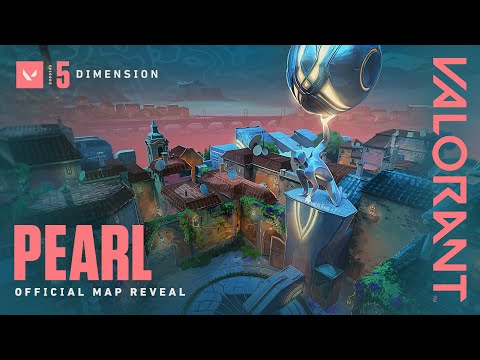 EPISODE
5 DIMENSION
VALORANT
PEARL
OFFICIAL MAP REVEAL